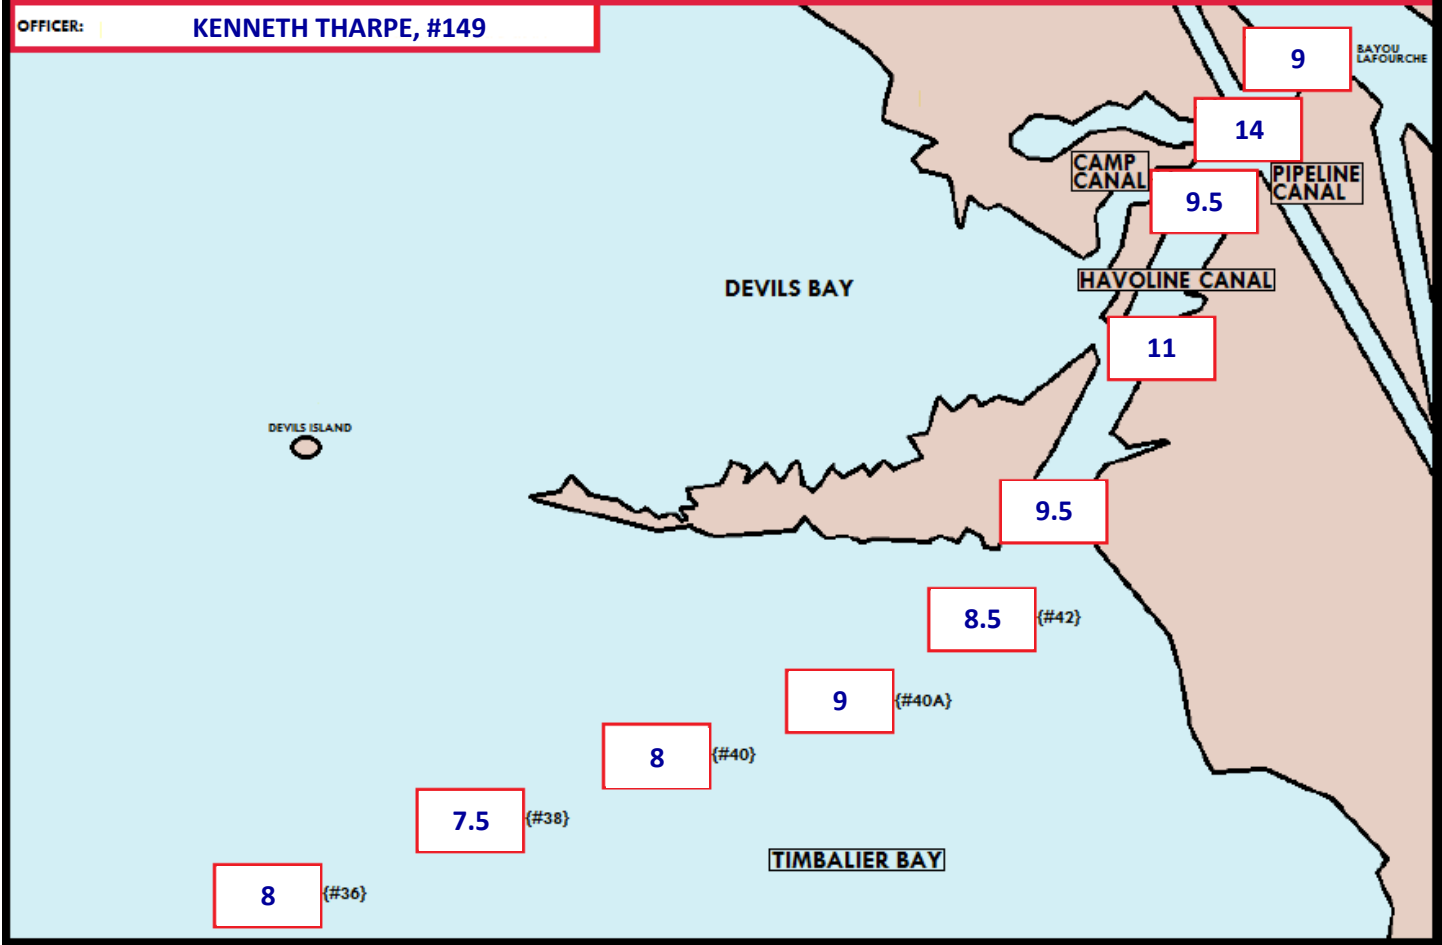 OFFICER: KENNETH THARPE, #149
9
BAYOU
LAFOURCHE
14
CAMP
CANAL
PIPELINE
CANAL
9.5
HAVOLINE CANAL
DEVILS BAY
11
DEVILS ISLAND
9.5
8.5 {#42}
9 {#40A}
8 {#40}
7.5 {#38}
TIMBALIER BAY
8 {#36}